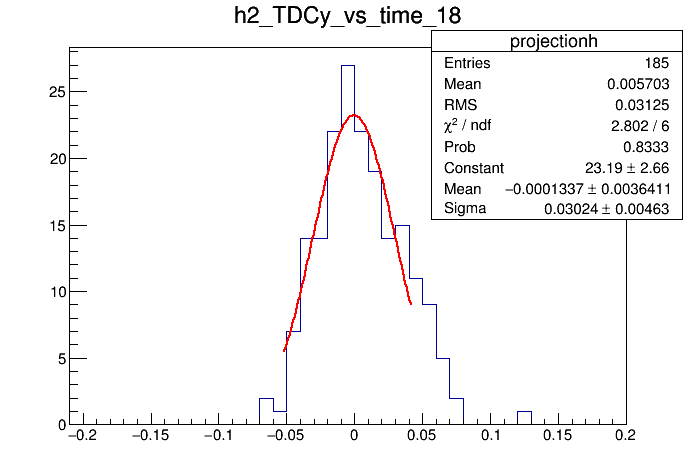 h2_TDCy_vs_time_18
projectionh
Entries 185
Mean 0.005703
RMS 0.03125
χ² / ndf 2.802 / 6
Prob 0.8333
Constant 23.19 ± 2.66
Mean −0.0001337 ± 0.0036411
Sigma 0.03024 ± 0.00463
25
20
15
10
5
0
−0.2 −0.15 −0.1 −0.05 0 0.05 0.1 0.15 0.2